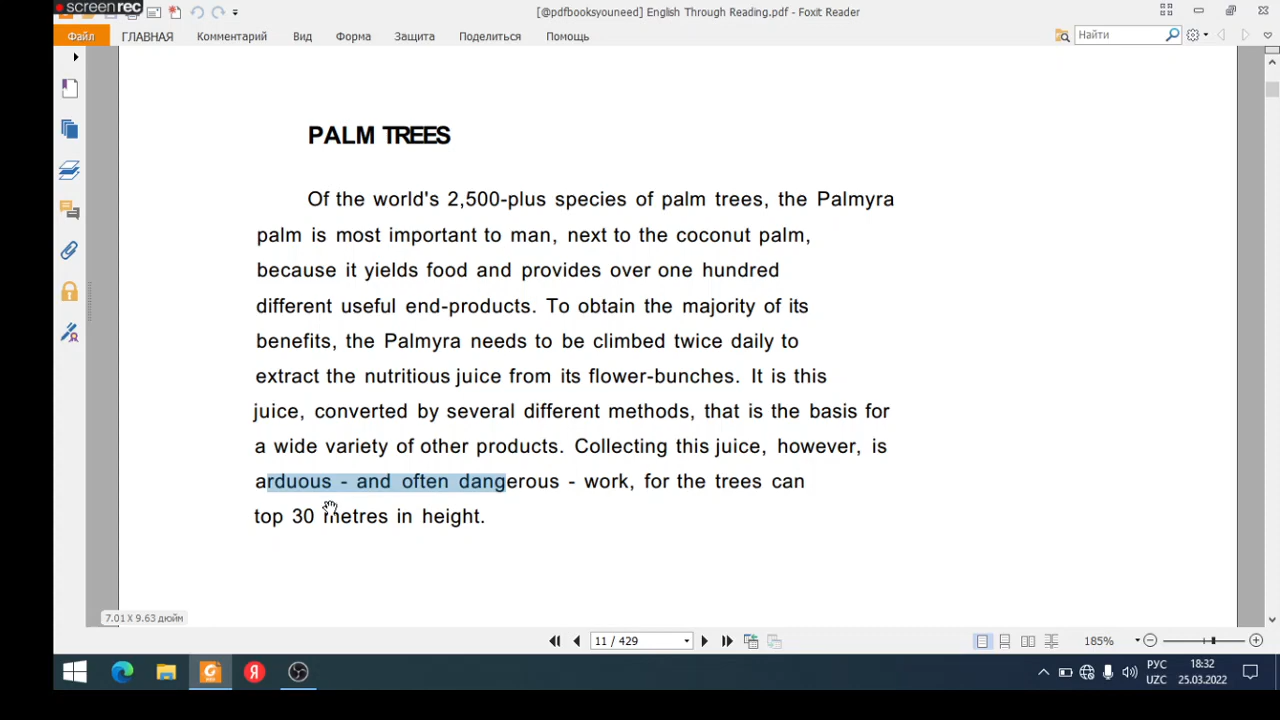 screenrec
[@pdfbooksyouneed] English Through Reading.pdf - Foxit Reader
Файл ГЛАВНАЯ Комментарий Вид Форма Защита Поделиться Помощь Найти
PALM TREES
Of the world's 2,500-plus species of palm trees, the Palmyra
palm is most important to man, next to the coconut palm,
because it yields food and provides over one hundred
different useful end-products. To obtain the majority of its
benefits, the Palmyra needs to be climbed twice daily to
extract the nutritious juice from its flower-bunches. It is this
juice, converted by several different methods, that is the basis for
a wide variety of other products. Collecting this juice, however, is
arduous - and often dangerous - work, for the trees can
top 30 metres in height.
7.01 X 9.63 дюйм
11 / 429 185%
РУС 18:32
UZC 25.03.2022